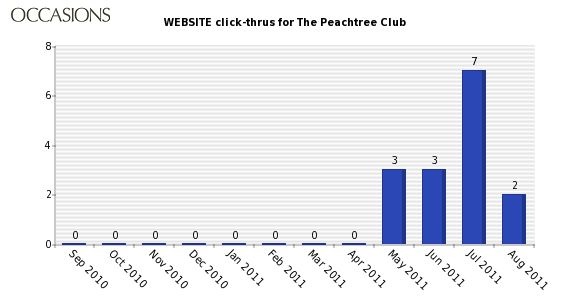 OCCASIONS
WEBSITE click-thrus for The Peachtree Club
8
6
4
2
0
0 0 0 0 0 0 0 0 3 3 7 2
Sep 2010
Oct 2010
Nov 2010
Dec 2010
Jan 2011
Feb 2011
Mar 2011
Apr 2011
May 2011
Jun 2011
Jul 2011
Aug 2011